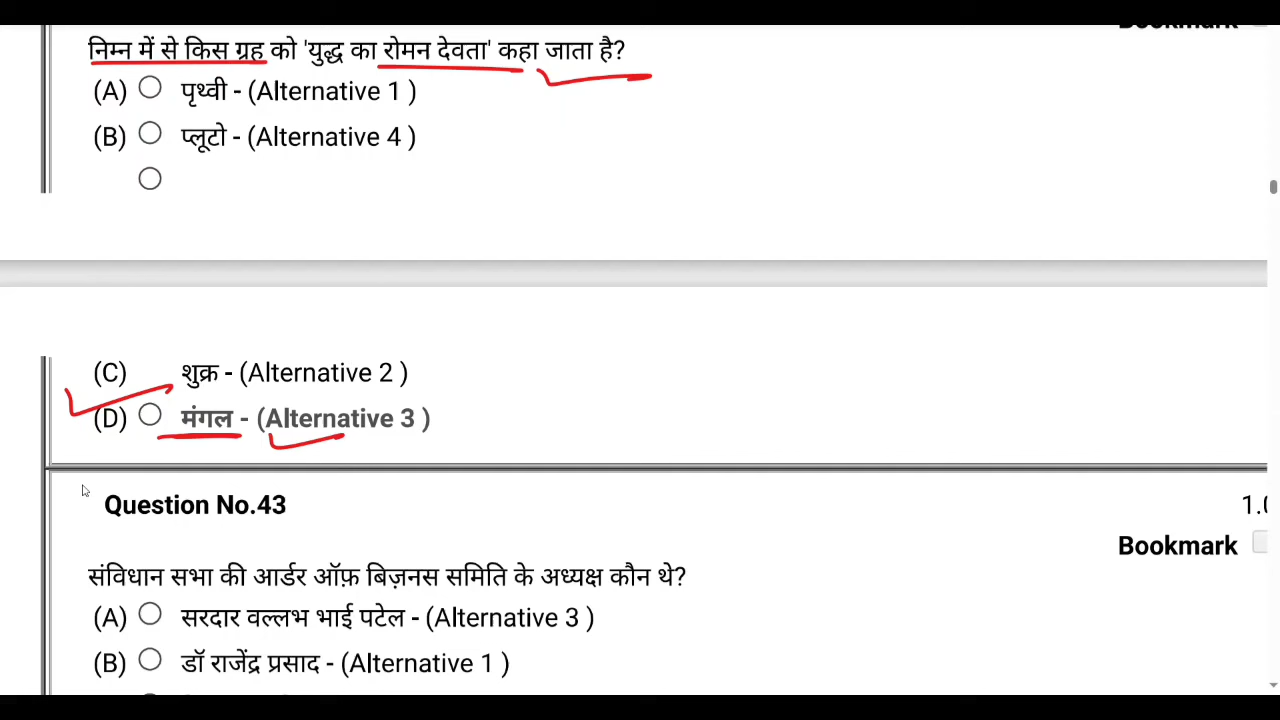 Bookmark
निम्न में से किस ग्रह को 'युद्ध का रोमन देवता' कहा जाता है?
(A) पृथ्वी - (Alternative 1 )
(B) प्लूटो - (Alternative 4 )
(C) शुक्र - (Alternative 2 )
(D) मंगल - (Alternative 3 )
Question No.43
Bookmark
संविधान सभा की आर्डर ऑफ़ बिज़नस समिति के अध्यक्ष कौन थे?
(A) सरदार वल्लभ भाई पटेल - (Alternative 3 )
(B) डॉ राजेंद्र प्रसाद - (Alternative 1 )